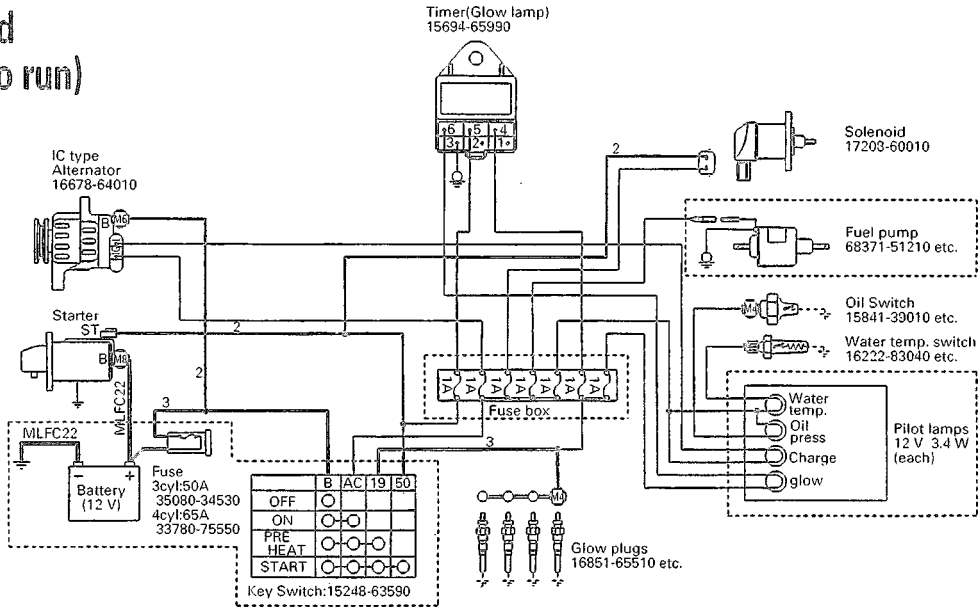 d
o run)
Timer(Glow lamp)
15694-65990
6 5 4
3 2 1
IC type
Alternator
16678-64010
B M6
IG L
2
Solenoid
17203-60010
Fuel pump
68371-51210 etc.
Starter
ST
B M8
2
2
M4
Oil Switch
15841-39010 etc.
Water temp. switch
16222-83040 etc.
1A 1A 1A 1A 1A 1A 1A
Fuse box
MLFC22
MLFC22
3
3
- +
Battery
(12 V)
Fuse
3cyl:50A
35080-34530
4cyl:65A
33780-75550
B AC 19 50
OFF
ON
PRE
HEAT
START
Key Switch:15248-63590
M4
Glow plugs
16851-65510 etc.
Water
temp.
Oil
press
Charge
glow
Pilot lamps
12 V 3.4 W
(each)